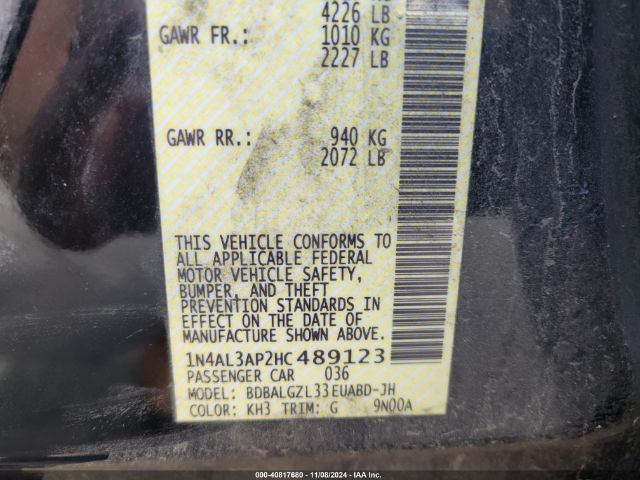 4226 LB
GAWR FR.: 1010 KG
2227 LB
GAWR RR.: 940 KG
2072 LB
THIS VEHICLE CONFORMS TO
ALL APPLICABLE FEDERAL
MOTOR VEHICLE SAFETY,
BUMPER, AND THEFT
PREVENTION STANDARDS IN
EFFECT ON THE DATE OF
MANUFACTURE SHOWN ABOVE.
1N4AL3AP2HC489123
PASSENGER CAR 036
MODEL: BDBALGZL33EUABD-JH
COLOR: KH3 TRIM: G 9N00A
000-40817680 - 11/08/2024 - IAA Inc.